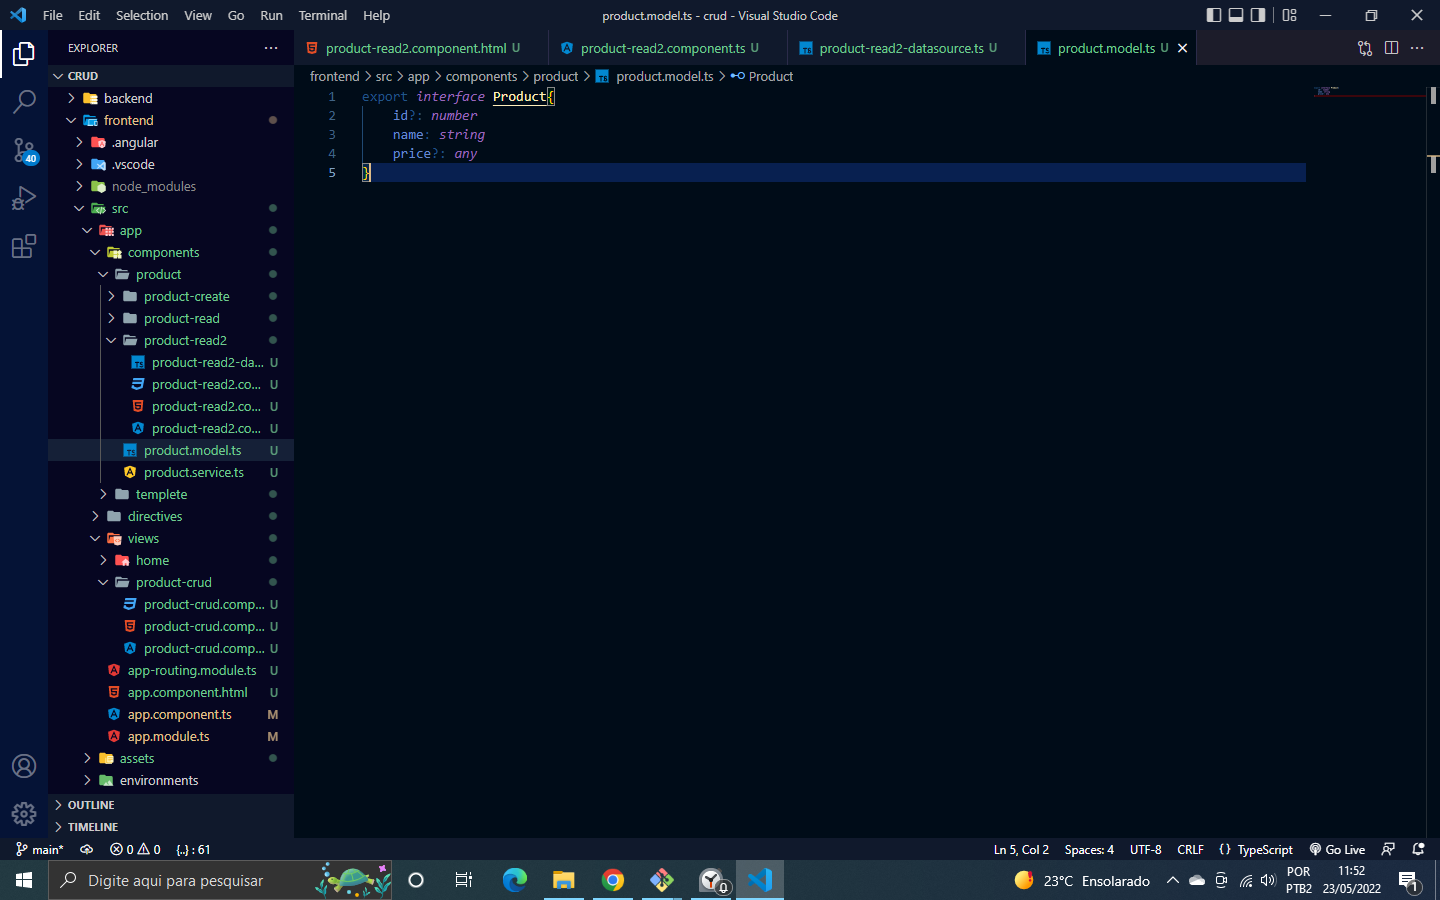 File Edit Selection View Go Run Terminal Help
product.model.ts - crud - Visual Studio Code
EXPLORER
product-read2.component.html U
product-read2.component.ts U
product-read2-datasource.ts U
product.model.ts U
frontend > src > app > components > product > product.model.ts > Product
CRUD
backend
frontend
.angular
.vscode
node_modules
src
app
components
product
product-create
product-read
product-read2
product-read2-da... U
product-read2.co... U
product-read2.co... U
product-read2.co... U
product.model.ts U
product.service.ts U
templete
directives
views
home
product-crud
product-crud.comp... U
product-crud.comp... U
product-crud.comp... U
app-routing.module.ts U
app.component.html U
app.component.ts M
app.module.ts M
assets
environments
OUTLINE
TIMELINE
40
1 export interface Product{
2 id?: number
3 name: string
4 price?: any
5 }
main* 0 0 {..} : 61
Ln 5, Col 2 Spaces: 4 UTF-8 CRLF {} TypeScript Go Live
Digite aqui para pesquisar
23°C Ensolarado
POR
PTB2
11:52
23/05/2022
1